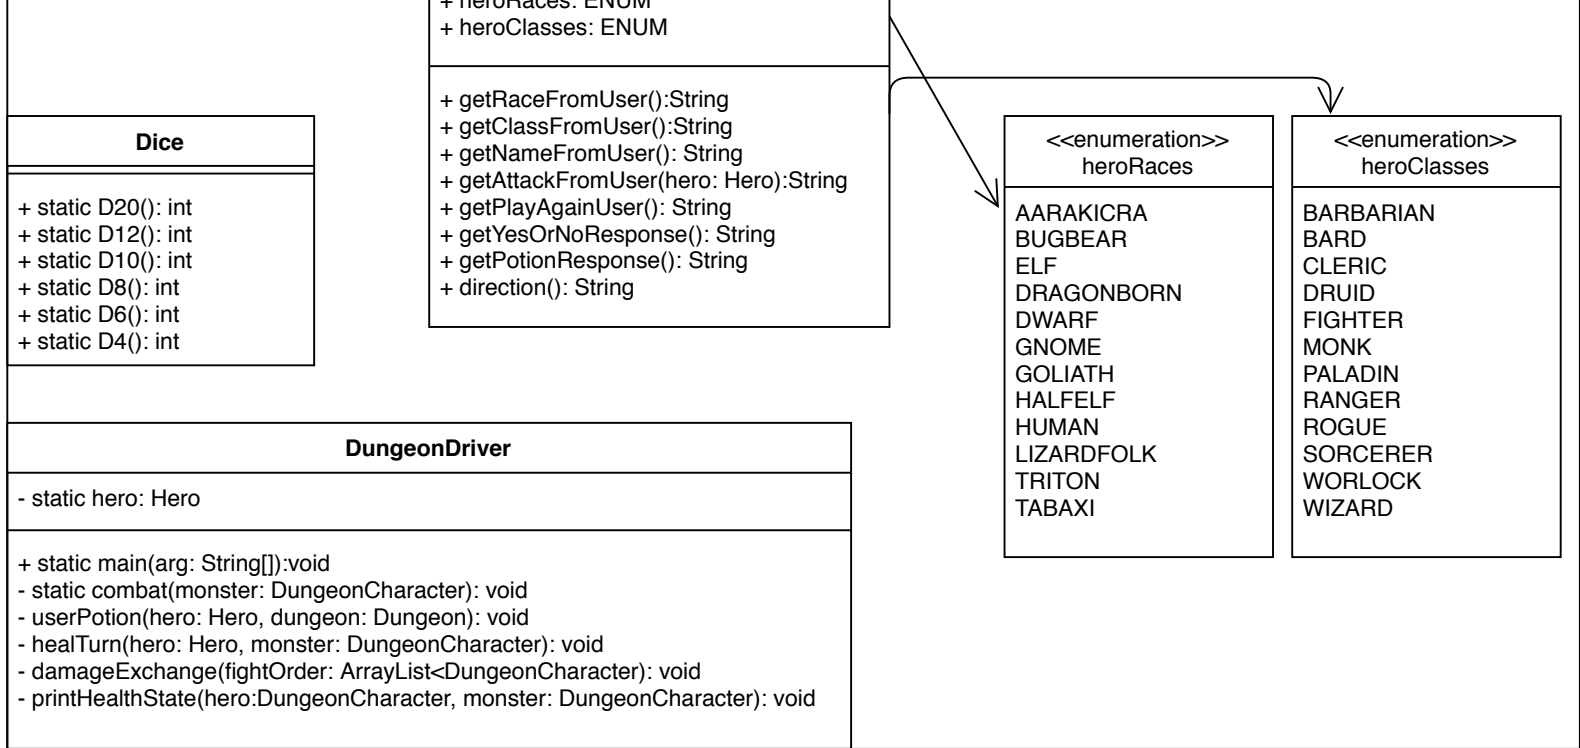 + heroRaces: ENUM
+ heroClasses: ENUM
+ getRaceFromUser():String
+ getClassFromUser():String
+ getNameFromUser(): String
+ getAttackFromUser(hero: Hero):String
+ getPlayAgainUser(): String
+ getYesOrNoResponse(): String
+ getPotionResponse(): String
+ direction(): String
Dice
+ static D20(): int
+ static D12(): int
+ static D10(): int
+ static D8(): int
+ static D6(): int
+ static D4(): int
<<enumeration>>
heroRaces
AARAKICRA
BUGBEAR
ELF
DRAGONBORN
DWARF
GNOME
GOLIATH
HALFELF
HUMAN
LIZARDFOLK
TRITON
TABAXI
<<enumeration>>
heroClasses
BARBARIAN
BARD
CLERIC
DRUID
FIGHTER
MONK
PALADIN
RANGER
ROGUE
SORCERER
WORLOCK
WIZARD
DungeonDriver
- static hero: Hero
+ static main(arg: String[]):void
- static combat(monster: DungeonCharacter): void
- userPotion(hero: Hero, dungeon: Dungeon): void
- healTurn(hero: Hero, monster: DungeonCharacter): void
- damageExchange(fightOrder: ArrayList<DungeonCharacter): void
- printHealthState(hero:DungeonCharacter, monster: DungeonCharacter): void